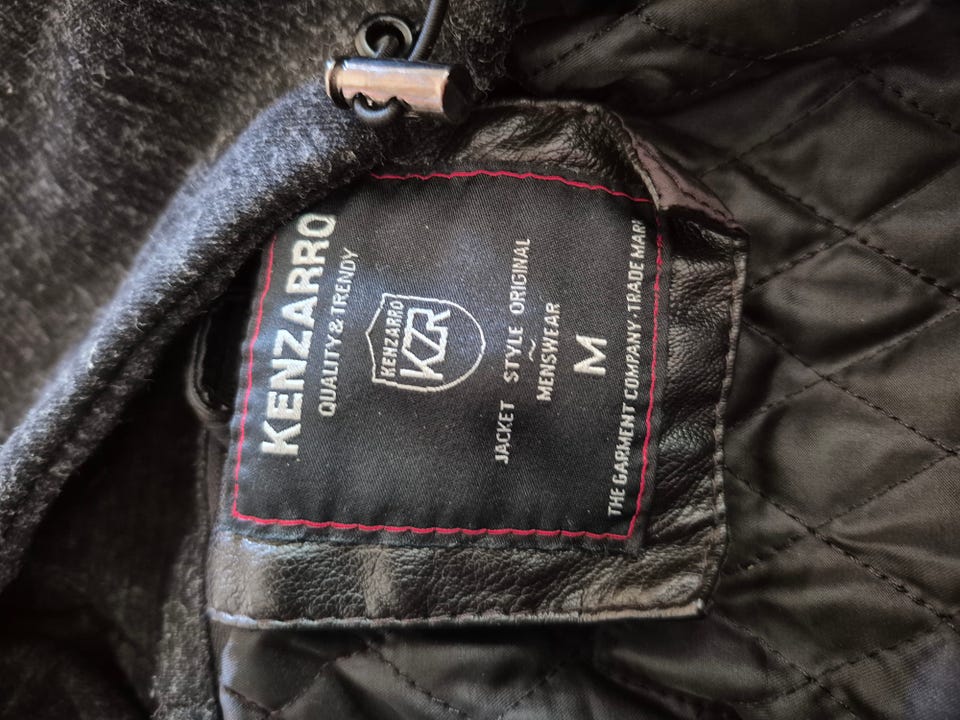 KENZARRO
QUALITY & TRENDY
KENZARRO
KZR
JACKET STYLE ORIGINAL
~
MENSWEAR
M
THE GARMENT COMPANY-TRADE MARK